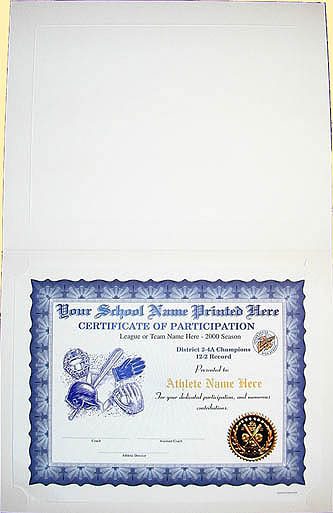 Your School Name Printed Here
CERTIFICATE OF PARTICIPATION
League or Team Name Here - 2000 Season
District 2-4A Champions
12-2 Record
Presented to
Athlete Name Here
For your dedicated participation, and numerous
contributions.
Coach Assistant Coach
Athletic Director